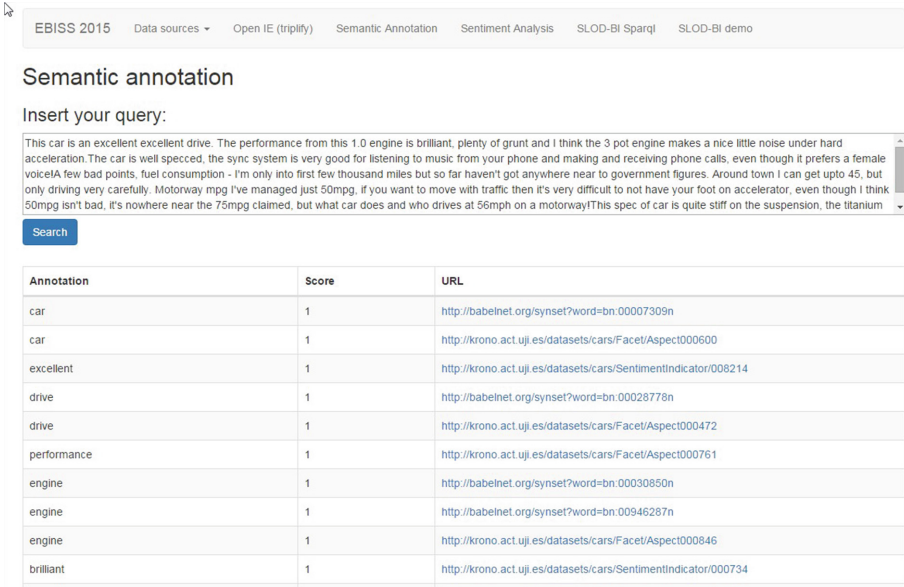 EBISS 2015 Data sources Open IE (triplify) Semantic Annotation Sentiment Analysis SLOD-BI Sparql SLOD-BI demo
Semantic annotation
Insert your query:
This car is an excellent excellent drive. The performance from this 1.0 engine is brilliant, plenty of grunt and I think the 3 pot engine makes a nice little noise under hard
acceleration.The car is well specced, the sync system is very good for listening to music from your phone and making and receiving phone calls, even though it prefers a female
voice!A few bad points, fuel consumption - I'm only into first few thousand miles but so far haven't got anywhere near to government figures. Around town I can get upto 45, but
only driving very carefully. Motorway mpg I've managed just 50mpg, if you want to move with traffic then it's very difficult to not have your foot on accelerator, even though I think
50mpg isn't bad, it's nowhere near the 75mpg claimed, but what car does and who drives at 56mph on a motorway!This spec of car is quite stiff on the suspension, the titanium
Search
Annotation Score URL
car 1 http://babelnet.org/synset?word=bn:00007309n
car 1 http://krono.act.uji.es/datasets/cars/Facet/Aspect000600
excellent 1 http://krono.act.uji.es/datasets/cars/SentimentIndicator/008214
drive 1 http://babelnet.org/synset?word=bn:00028778n
drive 1 http://krono.act.uji.es/datasets/cars/Facet/Aspect000472
performance 1 http://krono.act.uji.es/datasets/cars/Facet/Aspect000761
engine 1 http://babelnet.org/synset?word=bn:00030850n
engine 1 http://babelnet.org/synset?word=bn:00946287n
engine 1 http://krono.act.uji.es/datasets/cars/Facet/Aspect000846
brilliant 1 http://krono.act.uji.es/datasets/cars/SentimentIndicator/000734